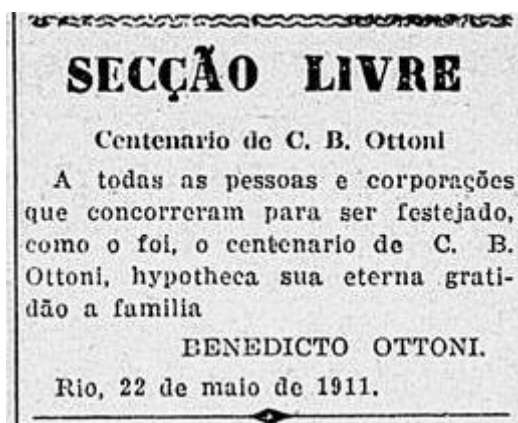 SECÇÃO LIVRE
Centenario de C. B. Ottoni
A todas as pessoas e corporações
que concorreram para ser festejado,
como o foi, o centenario de C. B.
Ottoni, hypotheca sua eterna grati-
dão a familia
BENEDICTO OTTONI.
Rio, 22 de maio de 1911.